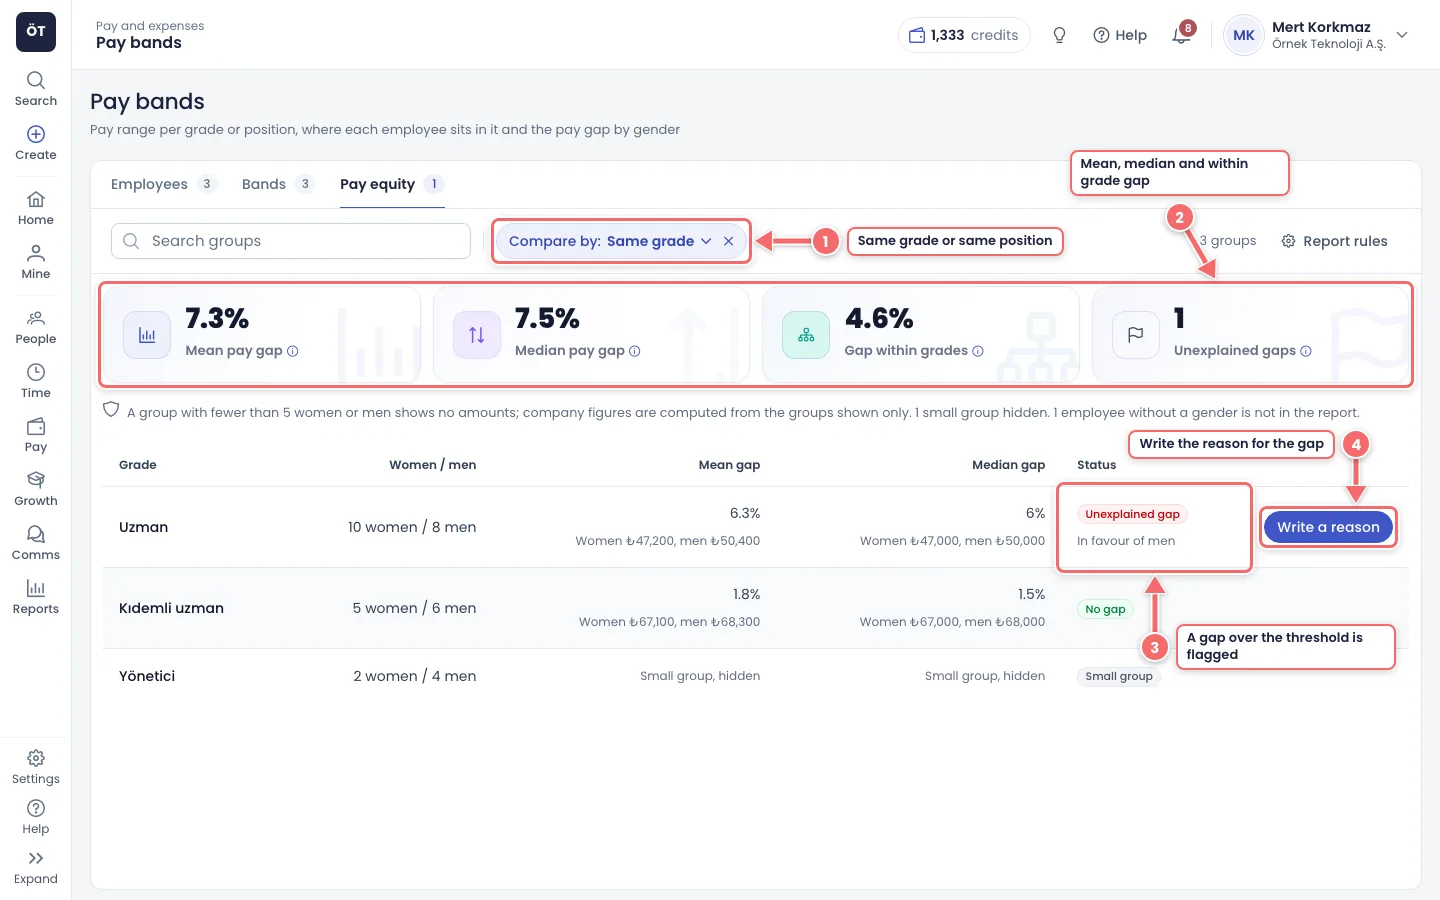 ÖT
Search
Create
Home
Mine
People
Time
Pay
Growth
Comms
Reports
Settings
Help
Expand
Pay and expenses
Pay bands
1,333 credits
Help
8
MK
Mert Korkmaz
Örnek Teknoloji A.Ş.
Pay bands
Pay range per grade or position, where each employee sits in it and the pay gap by gender
Employees 3
Bands 3
Pay equity 1
Mean, median and within
grade gap
2
Search groups
Compare by: Same grade
1
Same grade or same position
3 groups
Report rules
7.3%
Mean pay gap
7.5%
Median pay gap
4.6%
Gap within grades
1
Unexplained gaps
A group with fewer than 5 women or men shows no amounts; company figures are computed from the groups shown only. 1 small group hidden. 1 employee without a gender is not in the report.
Write the reason for the gap
4
Grade Women / men Mean gap Median gap Status
Uzman 10 women / 8 men
6.3%
Women ₺47,200, men ₺50,400
6%
Women ₺47,000, men ₺50,000
Unexplained gap
In favour of men
Write a reason
Kıdemli uzman 5 women / 6 men
1.8%
Women ₺67,100, men ₺68,300
1.5%
Women ₺67,000, men ₺68,000
No gap
3
A gap over the threshold is
flagged
Yönetici 2 women / 4 men Small group, hidden Small group, hidden Small group